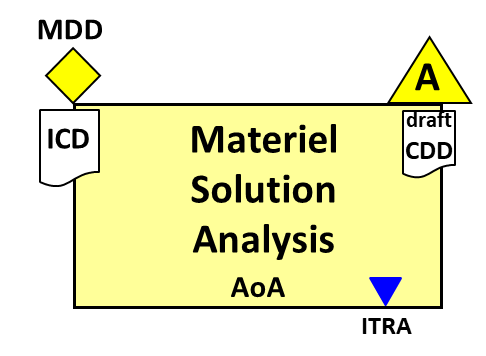 MDD
A
ICD
draft
CDD
Materiel
Solution
Analysis
AoA
ITRA